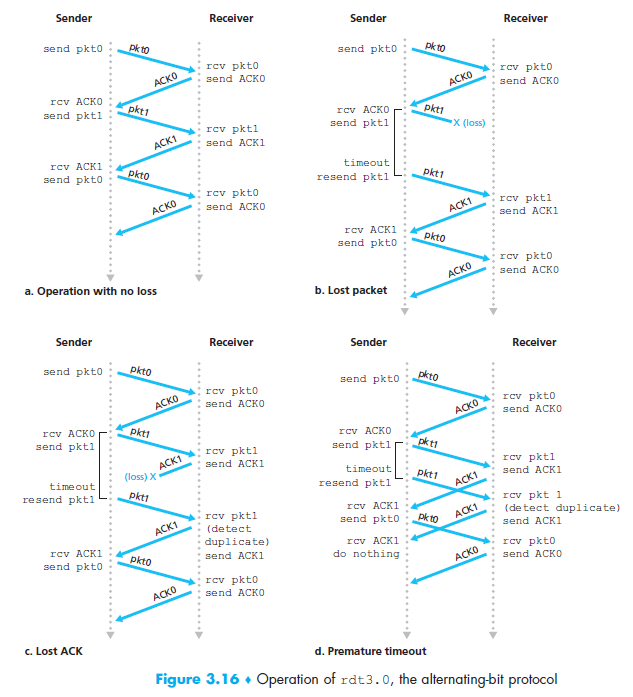 Sender
Receiver
send pkt0
pkt0
rcv pkt0
send ACK0
ACK0
rcv ACK0
send pkt1
pkt1
rcv pkt1
send ACK1
ACK1
rcv ACK1
send pkt0
pkt0
rcv pkt0
send ACK0
ACK0
a. Operation with no loss
Sender
Receiver
send pkt0
pkt0
rcv pkt0
send ACK0
ACK0
rcv ACK0
send pkt1
pkt1
X (loss)
timeout
resend pkt1
pkt1
rcv pkt1
send ACK1
ACK1
rcv ACK1
send pkt0
pkt0
rcv pkt0
send ACK0
ACK0
b. Lost packet
Sender
Receiver
send pkt0
pkt0
rcv pkt0
send ACK0
ACK0
rcv ACK0
send pkt1
pkt1
rcv pkt1
send ACK1
ACK1
(loss) X
timeout
resend pkt1
pkt1
rcv pkt1
(detect
duplicate)
send ACK1
ACK1
rcv ACK1
send pkt0
pkt0
rcv pkt0
send ACK0
ACK0
c. Lost ACK
Sender
Receiver
send pkt0
pkt0
rcv pkt0
send ACK0
ACK0
rcv ACK0
send pkt1
pkt1
rcv pkt1
send ACK1
ACK1
timeout
resend pkt1
pkt1
rcv pkt 1
(detect duplicate)
send ACK1
ACK1
rcv ACK1
send pkt0
pkt0
rcv ACK1
do nothing
rcv pkt0
send ACK0
ACK0
d. Premature timeout
Figure 3.16 ♦ Operation of rdt3.0, the alternating-bit protocol